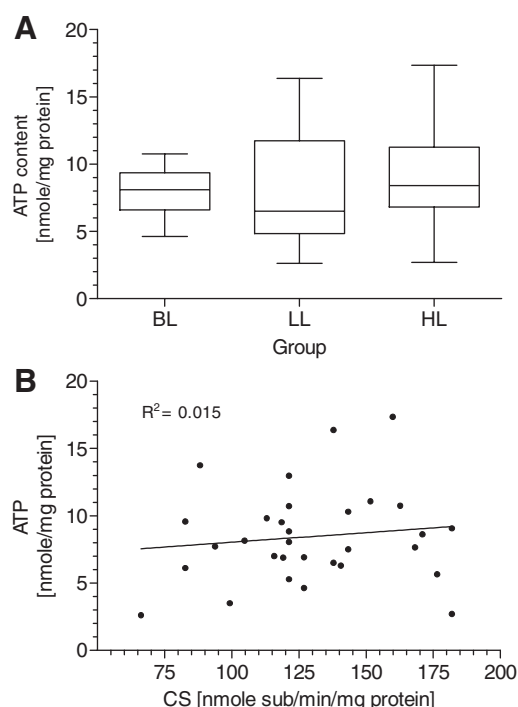 A
20
15
10
5
0
ATP content
[nmole/mg protein]
BL LL HL
Group
B
20
15
10
5
0
ATP
[nmole/mg protein]
R²= 0.015
75 100 125 150 175 200
CS [nmole sub/min/mg protein]